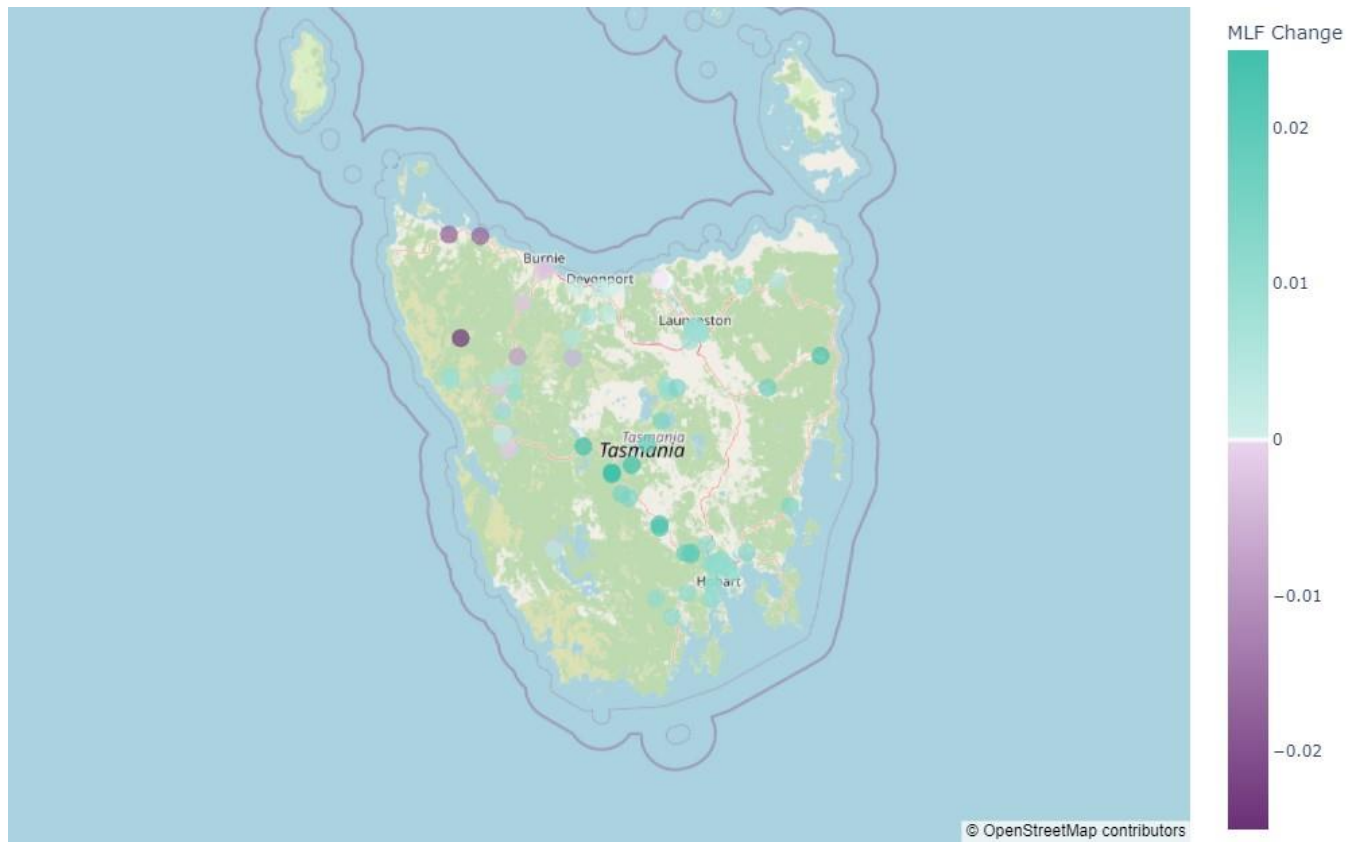 MLF Change
0.02
0.01
0
−0.01
−0.02
Burnie
Devonport
Launceston
Tasmania
Tasmania
Hobart
© OpenStreetMap contributors